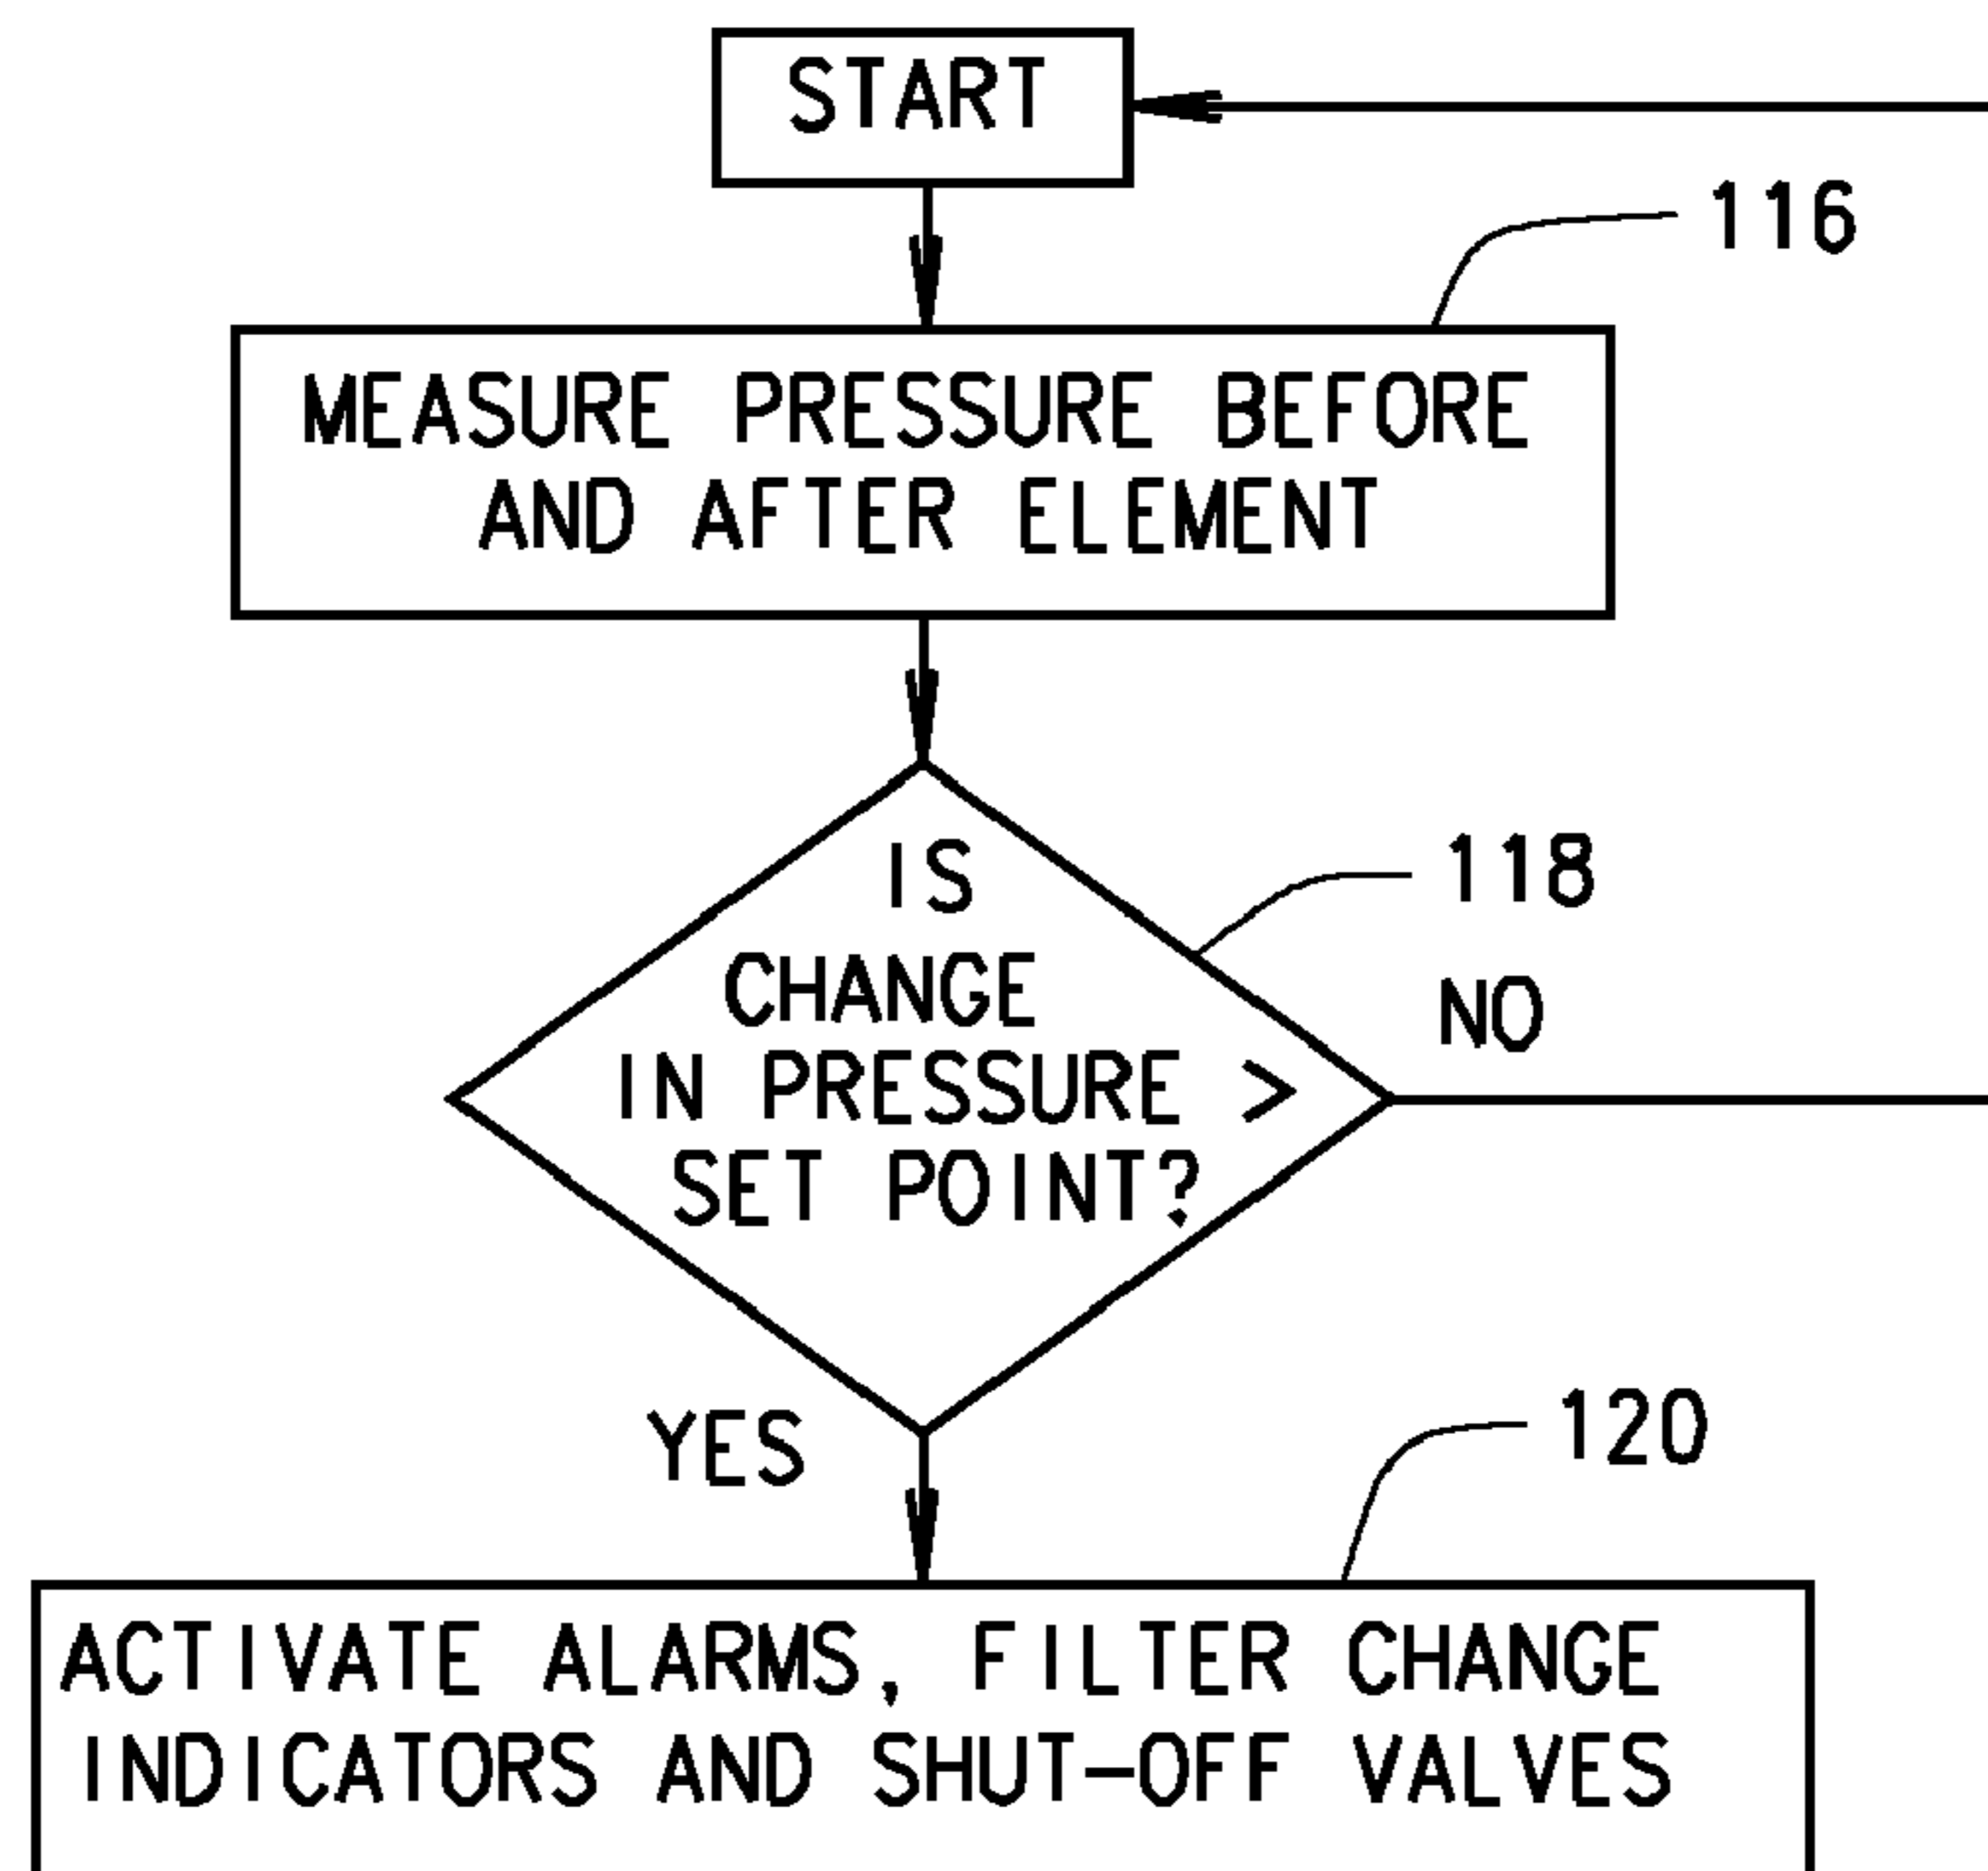 START
116
MEASURE PRESSURE BEFORE
AND AFTER ELEMENT
IS
118
CHANGE
NO
IN PRESSURE >
SET POINT?
YES
120
ACTIVATE ALARMS, FILTER CHANGE
INDICATORS AND SHUT-OFF VALVES